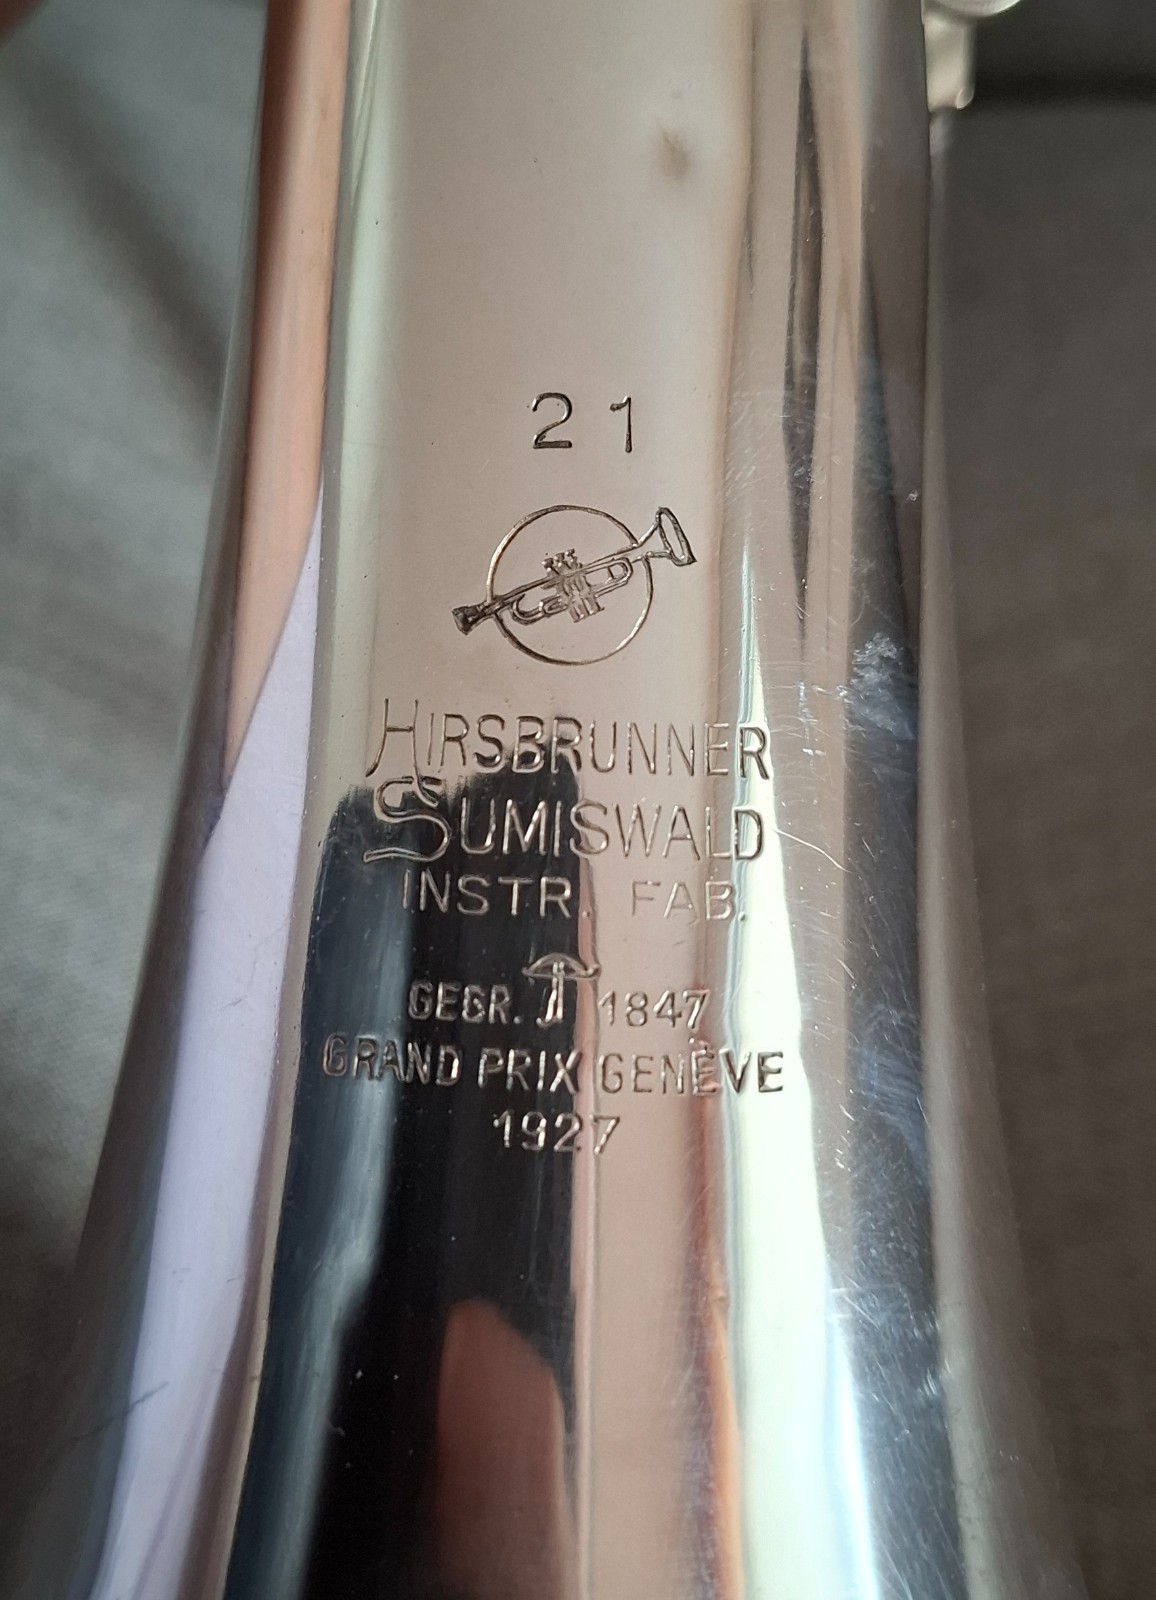 21
HIRSBRUNNER
SUMISWALD
INSTR. FAB.
GEGR. 1847
GRAND PRIX GENÈVE
1927